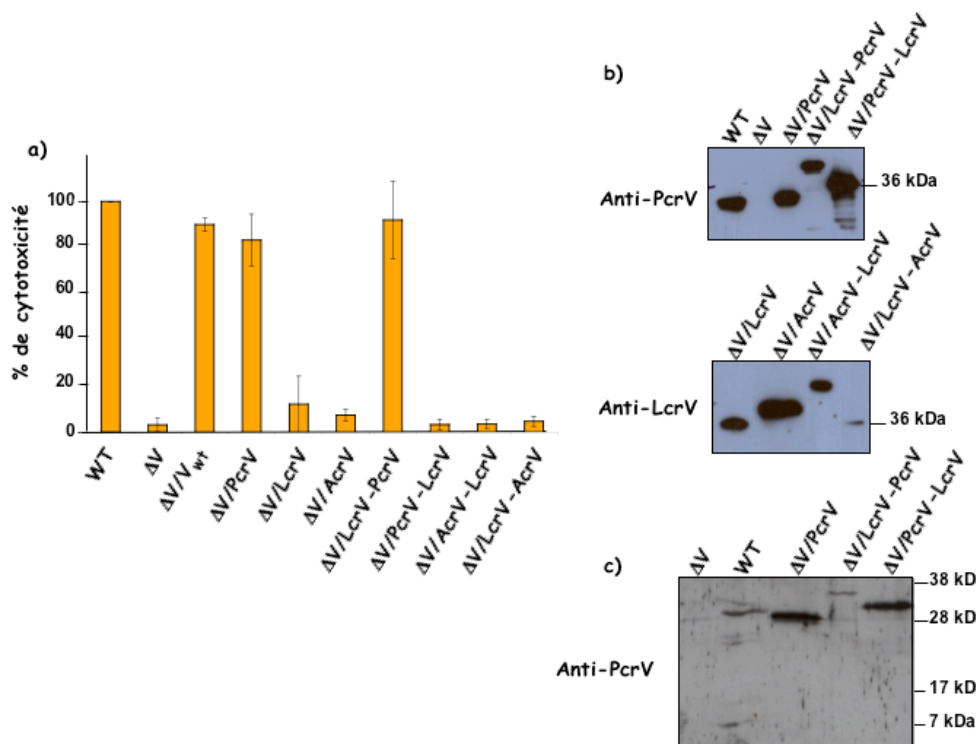 a)
% de cytotoxicité
100
80
60
40
20
0
WT
ΔV
ΔV/Vwt
ΔV/PcrV
ΔV/LcrV
ΔV/AcrV
ΔV/LcrV-PcrV
ΔV/PcrV-LcrV
ΔV/AcrV-LcrV
ΔV/LcrV-AcrV
b)
WT
ΔV
ΔV/PcrV
ΔV/LcrV-PcrV
ΔV/PcrV-LcrV
Anti-PcrV
36 kDa
ΔV/LcrV
ΔV/AcrV
ΔV/AcrV-LcrV
ΔV/LcrV-AcrV
Anti-LcrV
36 kDa
c)
ΔV
WT
ΔV/PcrV
ΔV/LcrV-PcrV
ΔV/PcrV-LcrV
Anti-PcrV
38 kD
28 kD
17 kD
7 kDa